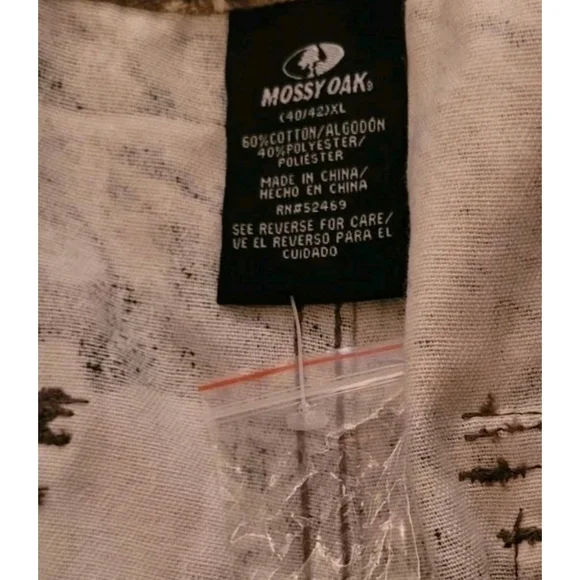 MOSSY OAK®
(40/42)XL
60%COTTON/ALGODÓN
40%POLYESTER/
POLIÉSTER
MADE IN CHINA/
HECHO EN CHINA
RN#52469
SEE REVERSE FOR CARE/
VE EL REVERSO PARA EL
CUIDADO